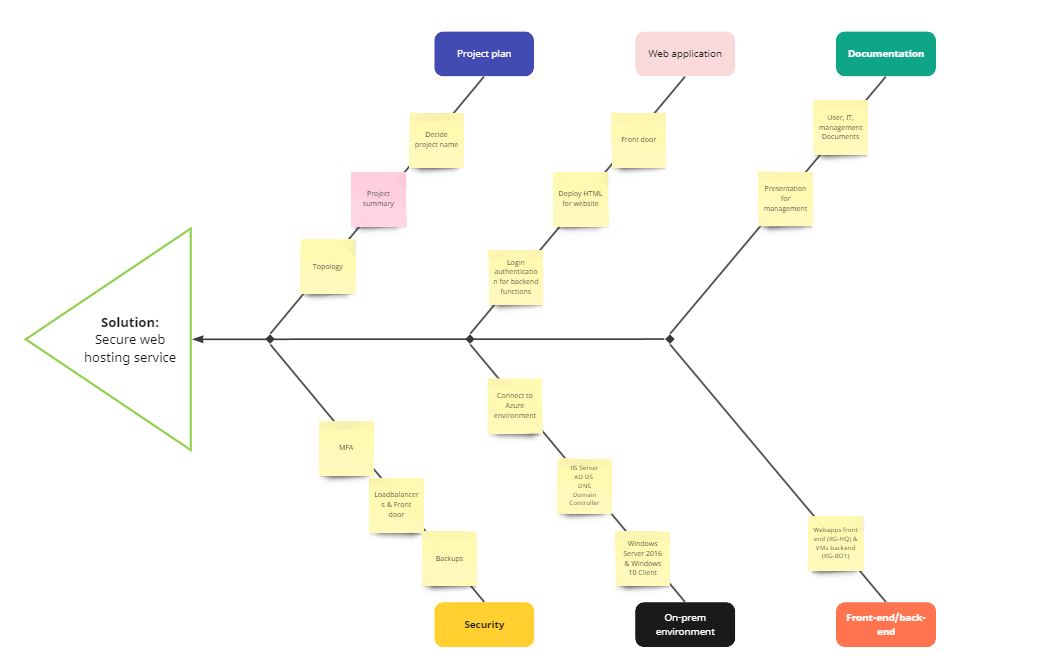 Project plan
Web application
Documentation
Decide
project name
Front door
User, IT,
management
Documents
Project
summary
Deploy HTML
for website
Presentation
for
management
Topology
Login
authenticatio
n for backend
functions
Solution:
Secure web
hosting service
Connect to
Azure
environment
MFA
Loadbalancer
s & Front
door
IIS Server
AD DS
DNS
Domain
Controller
Backups
Windows
Server 2016
& Windows
10 Client
Webapps front
end (RG-HQ) &
VMs backend
(RG-BO1)
Security
On-prem
environment
Front-end/back-
end